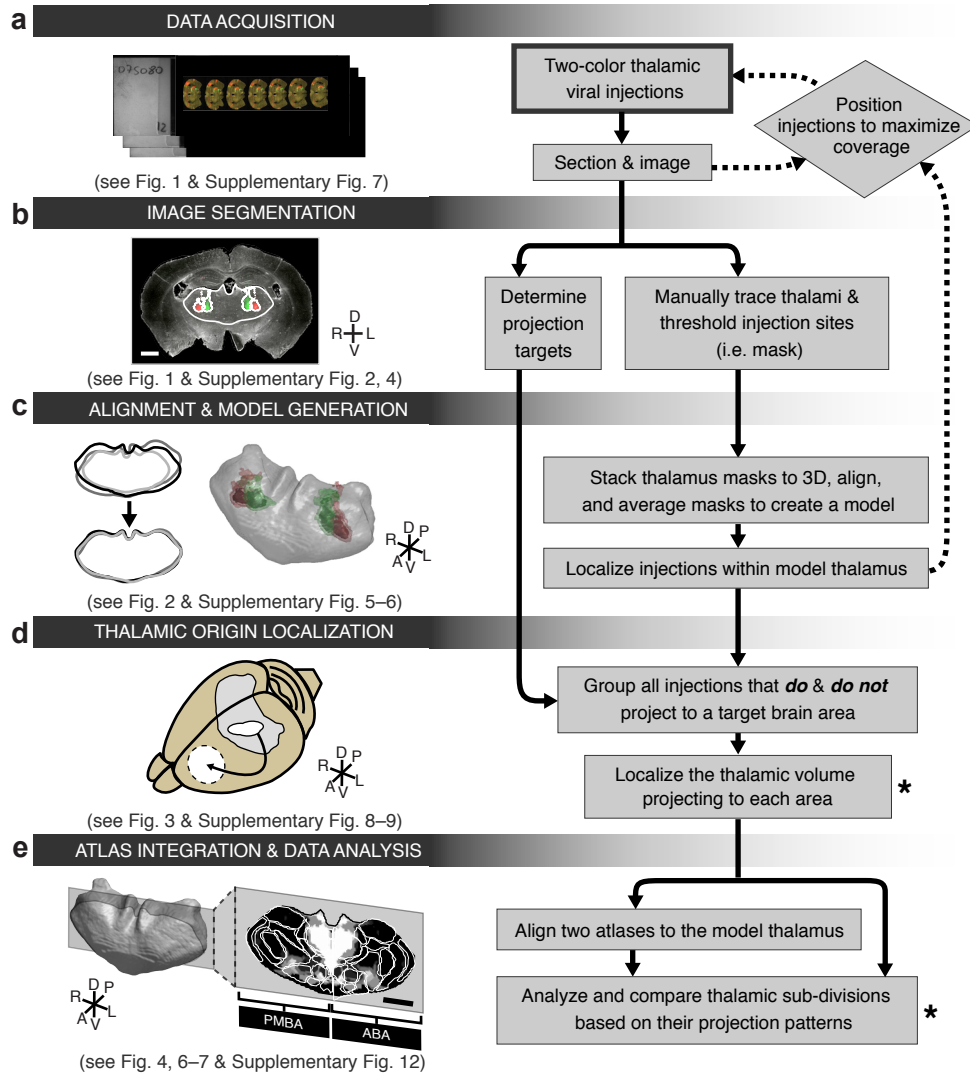 a
DATA ACQUISITION
075080
12
(see Fig. 1 & Supplementary Fig. 7)
Two-color thalamic
viral injections
Position
injections to maximize
coverage
Section & image
b
IMAGE SEGMENTATION
D
R L
V
(see Fig. 1 & Supplementary Fig. 2, 4)
Determine
projection
targets
Manually trace thalami &
threshold injection sites
(i.e. mask)
c
ALIGNMENT & MODEL GENERATION
D P
R
L
A V
(see Fig. 2 & Supplementary Fig. 5–6)
Stack thalamus masks to 3D, align,
and average masks to create a model
Localize injections within model thalamus
d
THALAMIC ORIGIN LOCALIZATION
D P
R
L
A V
(see Fig. 3 & Supplementary Fig. 8–9)
Group all injections that do & do not
project to a target brain area
Localize the thalamic volume
projecting to each area
*
e
ATLAS INTEGRATION & DATA ANALYSIS
D P
R
L
A V
PMBA
ABA
(see Fig. 4, 6–7 & Supplementary Fig. 12)
Align two atlases to the model thalamus
Analyze and compare thalamic sub-divisions
based on their projection patterns
*